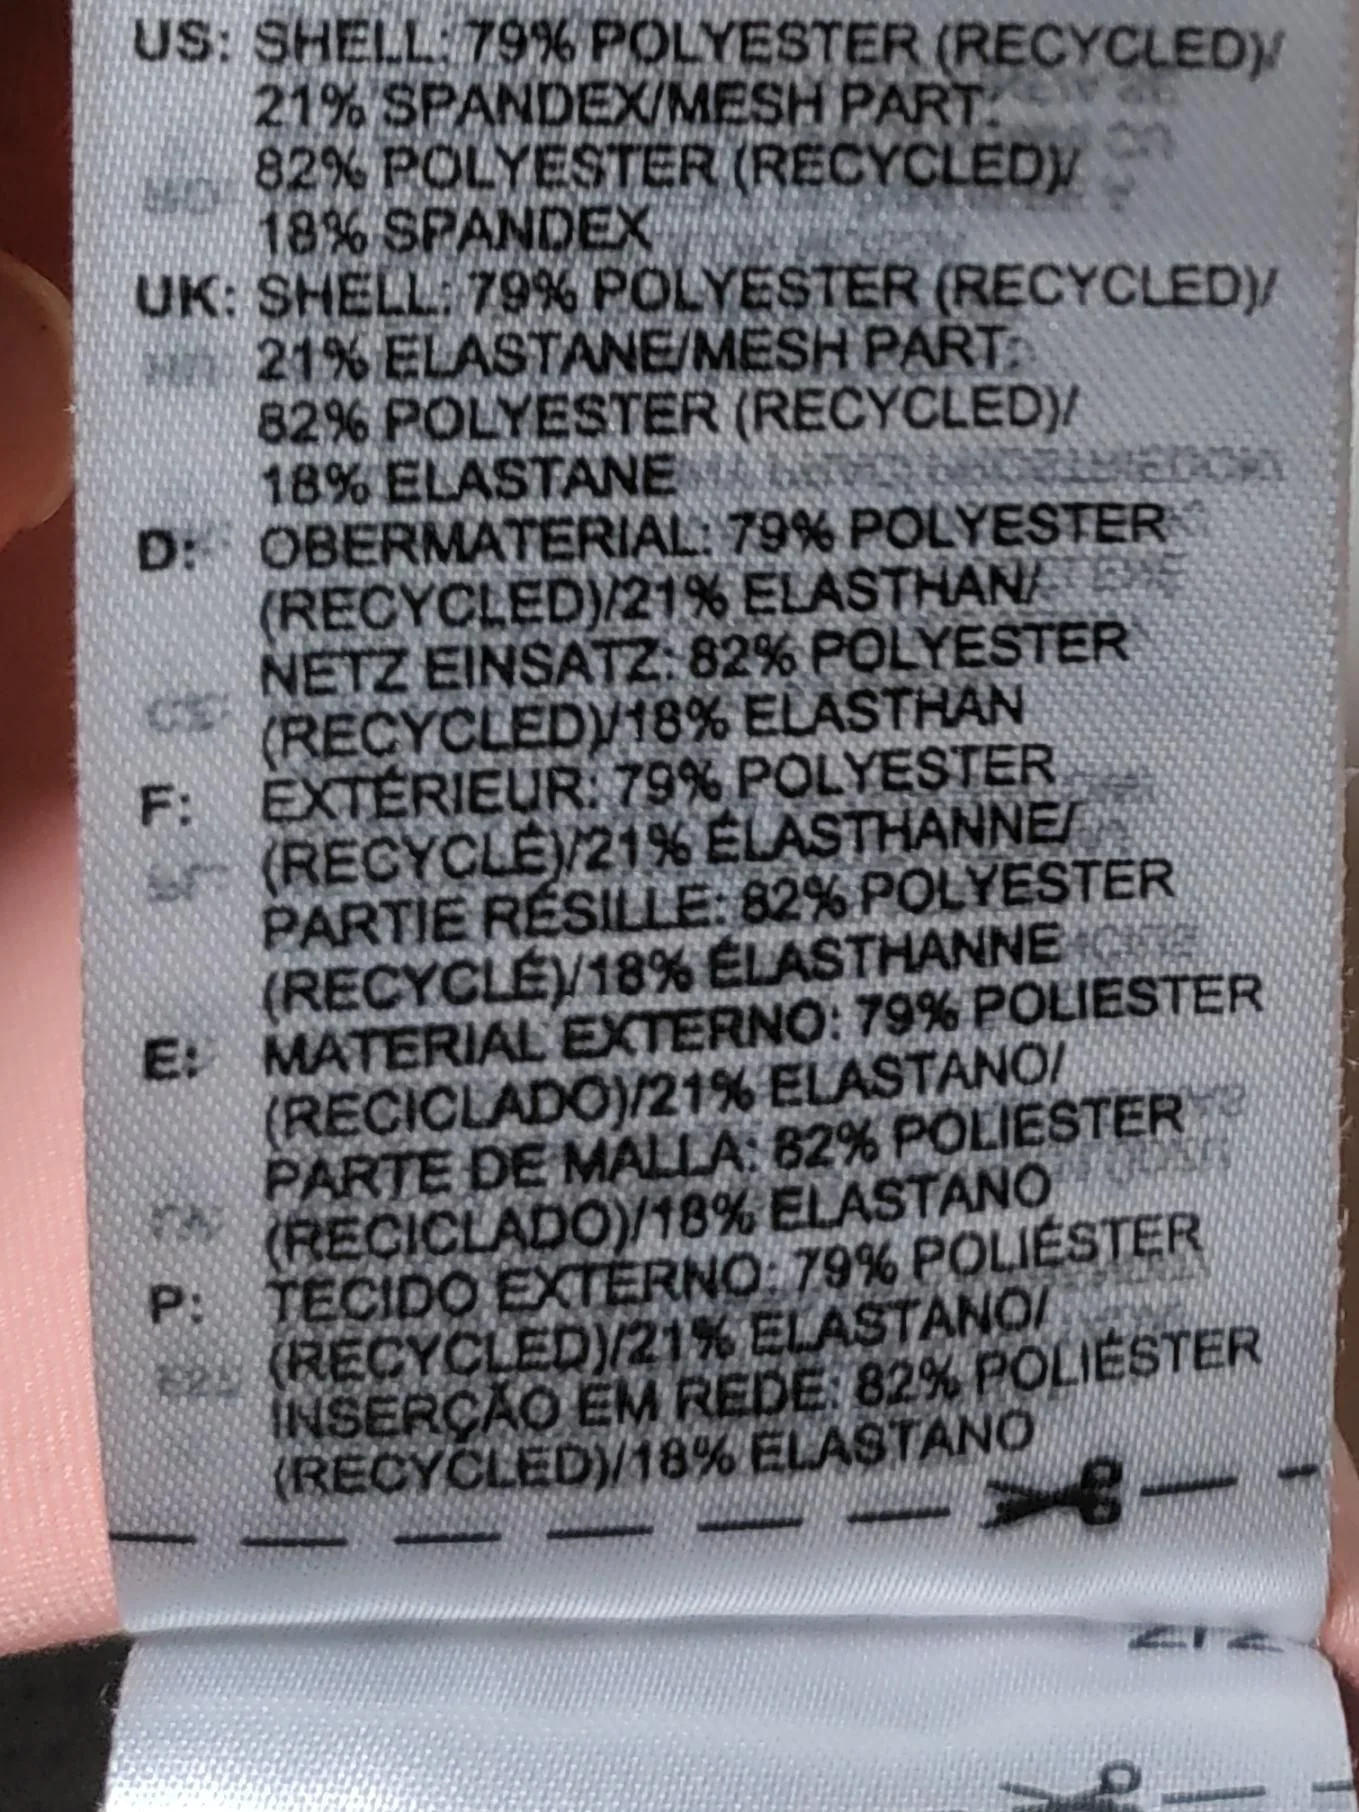 US: SHELL: 79% POLYESTER (RECYCLED)/
21% SPANDEX/MESH PART:
82% POLYESTER (RECYCLED)/
18% SPANDEX
UK: SHELL: 79% POLYESTER (RECYCLED)/
21% ELASTANE/MESH PART:
82% POLYESTER (RECYCLED)/
18% ELASTANE
D: OBERMATERIAL: 79% POLYESTER
(RECYCLED)/21% ELASTHAN/
NETZ EINSATZ: 82% POLYESTER
(RECYCLED)/18% ELASTHAN
F: EXTÉRIEUR: 79% POLYESTER
(RECYCLÉ)/21% ÉLASTHANNE/
PARTIE RÉSILLE: 82% POLYESTER
(RECYCLÉ)/18% ÉLASTHANNE
E: MATERIAL EXTERNO: 79% POLIESTER
(RECICLADO)/21% ELASTANO/
PARTE DE MALLA: 82% POLIESTER
(RECICLADO)/18% ELASTANO
P: TECIDO EXTERNO: 79% POLIÉSTER
(RECYCLED)/21% ELASTANO/
INSERÇÃO EM REDE: 82% POLIÉSTER
(RECYCLED)/18% ELASTANO